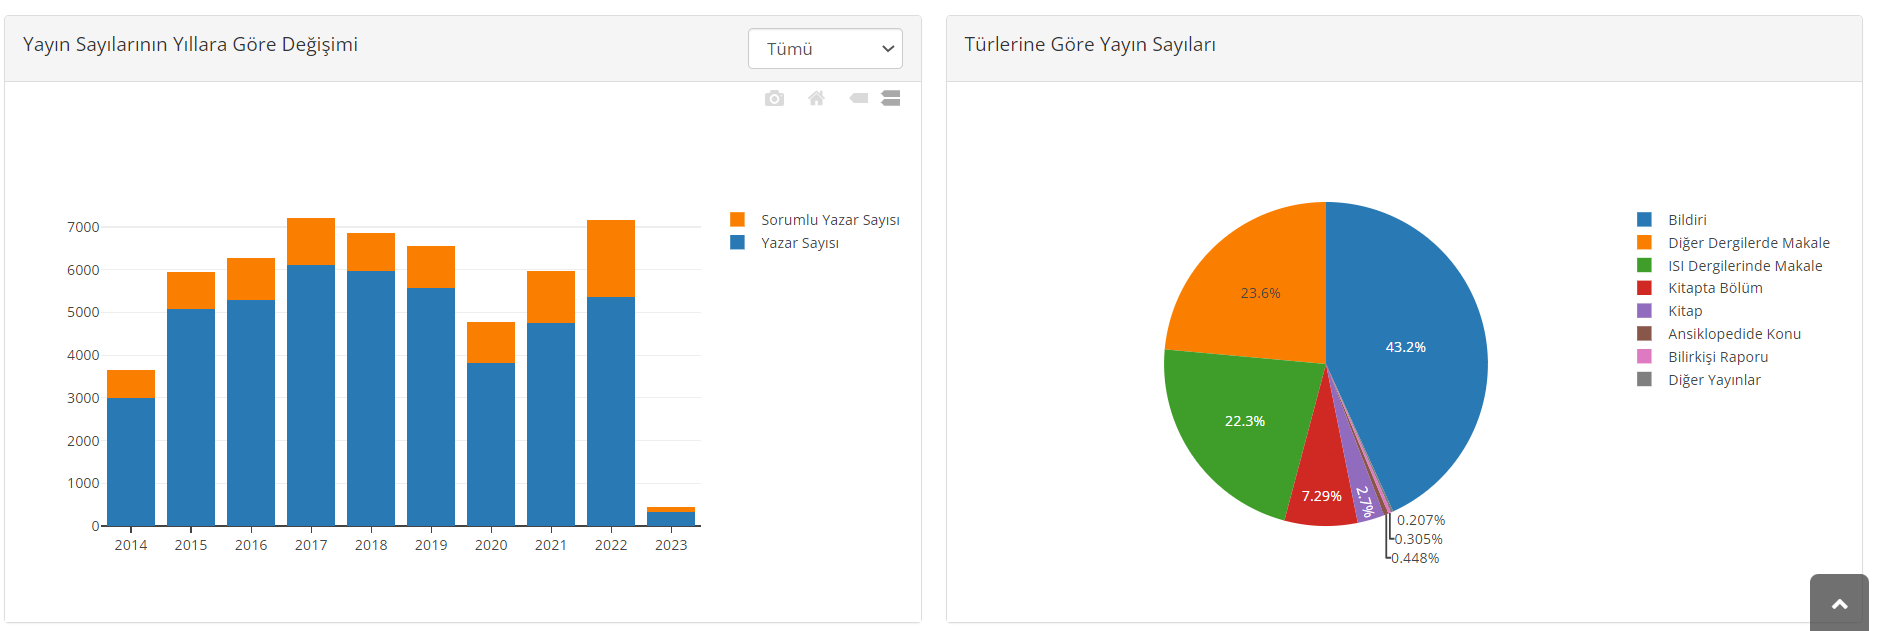 Yayın Sayılarının Yıllara Göre Değişimi
Tümü
7000
6000
5000
4000
3000
2000
1000
0
2014 2015 2016 2017 2018 2019 2020 2021 2022 2023
Sorumlu Yazar Sayısı
Yazar Sayısı
Türlerine Göre Yayın Sayıları
23.6%
43.2%
22.3%
7.29%
2.7%
0.207%
0.305%
0.448%
Bildiri
Diğer Dergilerde Makale
ISI Dergilerinde Makale
Kitapta Bölüm
Kitap
Ansiklopedide Konu
Bilirkişi Raporu
Diğer Yayınlar